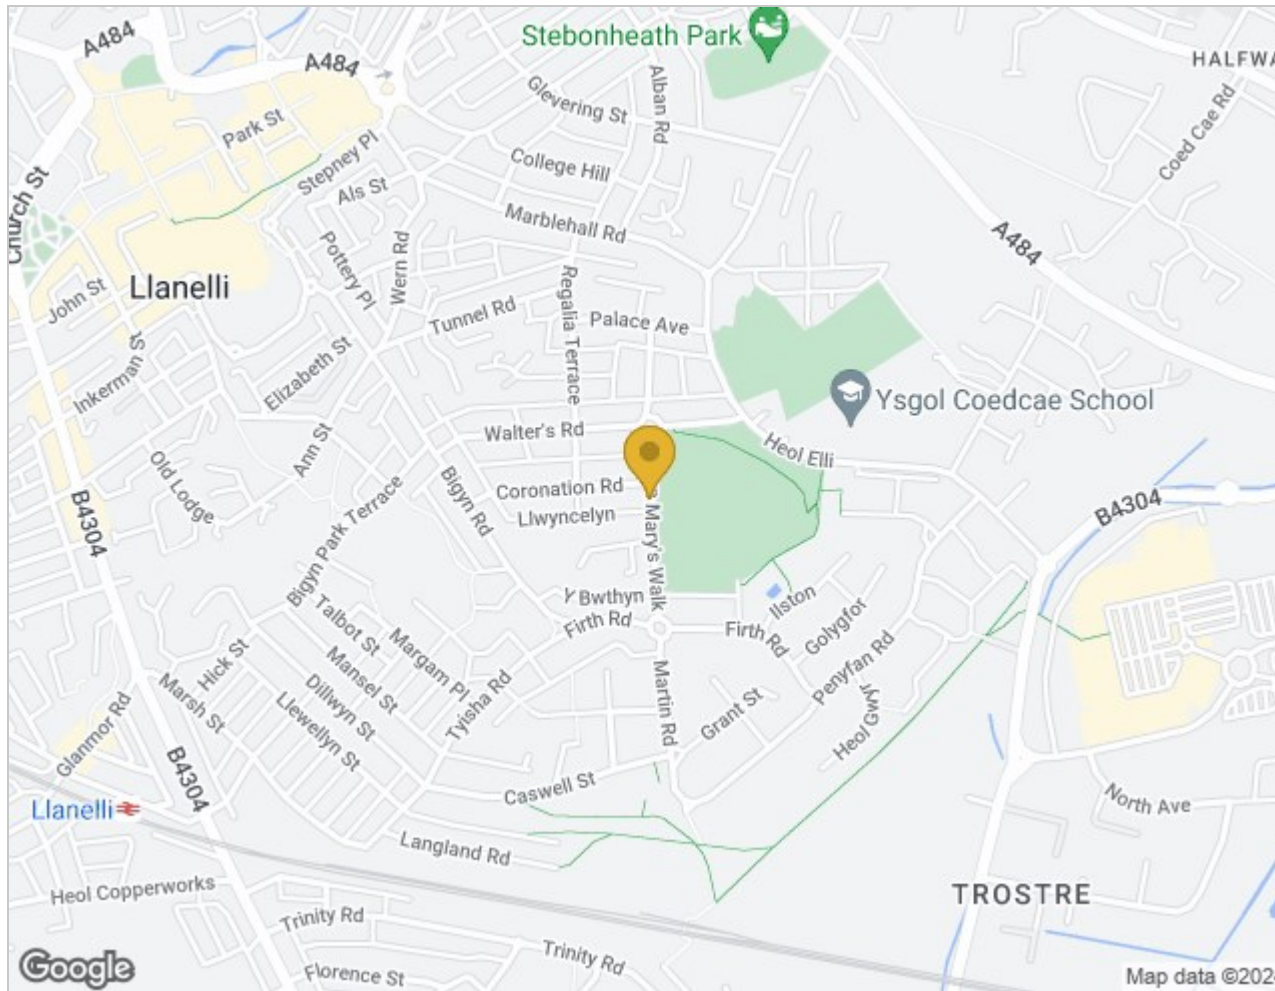 Stebonheath Park
A484
A484
HALFWA
Glevering St
Alban Rd
Coed Cae Rd
Park St
Stepney Pl
College Hill
Als St
Church St
Marblehall Rd
A484
Pottery Pl
Wern Rd
Llanelli
John St
Regalia Terrace
Tunnel Rd
Palace Ave
Inkerman S
Elizabeth St
Ysgol Coedcae School
Walter's Rd
Heol Elli
Ann St
Old Lodge
Bigyn Rd
Coronation Rd
Llwyncelyn
Mary's Walk
B4304
B4304
Bigyn Park Terrace
Y Bwthyn
Ilston
Talbot St
Firth Rd
Firth Rd
Golygfor
Margam Pl
Penyfan Rd
Hick St
Mansel St
Martin Rd
Dillwyn St
Tyisha Rd
Grant St
Heol Gwyr
Marsh St
Llewellyn St
Glanmor Rd
B4304
Caswell St
North Ave
Llanelli
Langland Rd
Heol Copperworks
TROSTRE
Trinity Rd
Trinity Rd
Florence St
Google
Map data ©2024